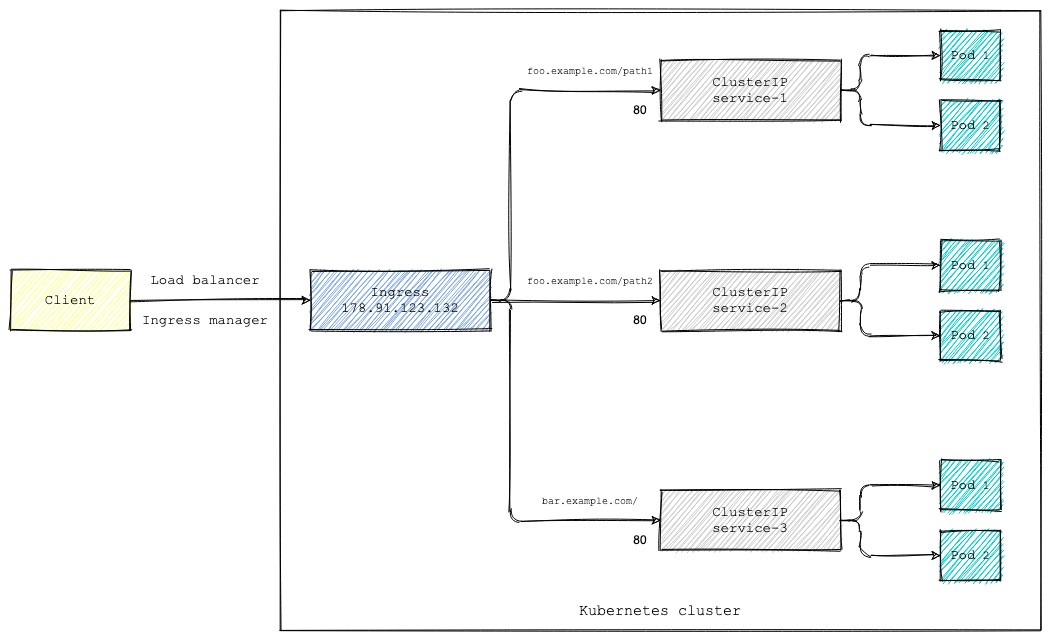 foo.example.com/path1
80
ClusterIP
service-1
Pod 1
Pod 2
Client
Load balancer
Ingress manager
Ingress
178.91.123.132
foo.example.com/path2
80
ClusterIP
service-2
Pod 1
Pod 2
bar.example.com/
80
ClusterIP
service-3
Pod 1
Pod 2
Kubernetes cluster